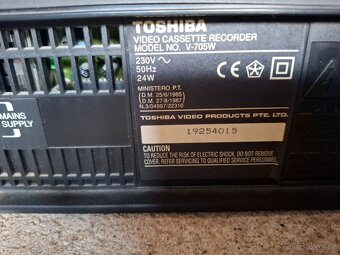 TOSHIBA
VIDEO CASSETTE RECORDER
MODEL NO. V-705W
230V ~
50Hz
24W
MINISTERO P.T.
D.M. 25/6/1985
D.M. 27/8/1987
N.3/04997/22310
TOSHIBA VIDEO PRODUCTS PTE. LTD.
19254015
MAINS
SUPPLY
CAUTION
TO REDUCE THE RISK OF ELECTRIC SHOCK, DO NOT REMOVE
COVER, REFER SERVICING TO QUALIFIED SERVICE PERSONNEL.